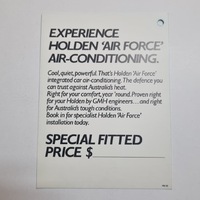 EXPERIENCE
HOLDEN 'AIR FORCE'
AIR-CONDITIONING.
Cool, quiet, powerful. That's Holden 'Air Force'
integrated car air-conditioning. The defence you
can trust against Australia's heat.
Right for your comfort, year 'round. Proven right
for your Holden by GMH engineers... and right
for Australia's tough conditions.
Book in for specialist Holden 'Air Force'
installation today.
SPECIAL FITTED
PRICE $